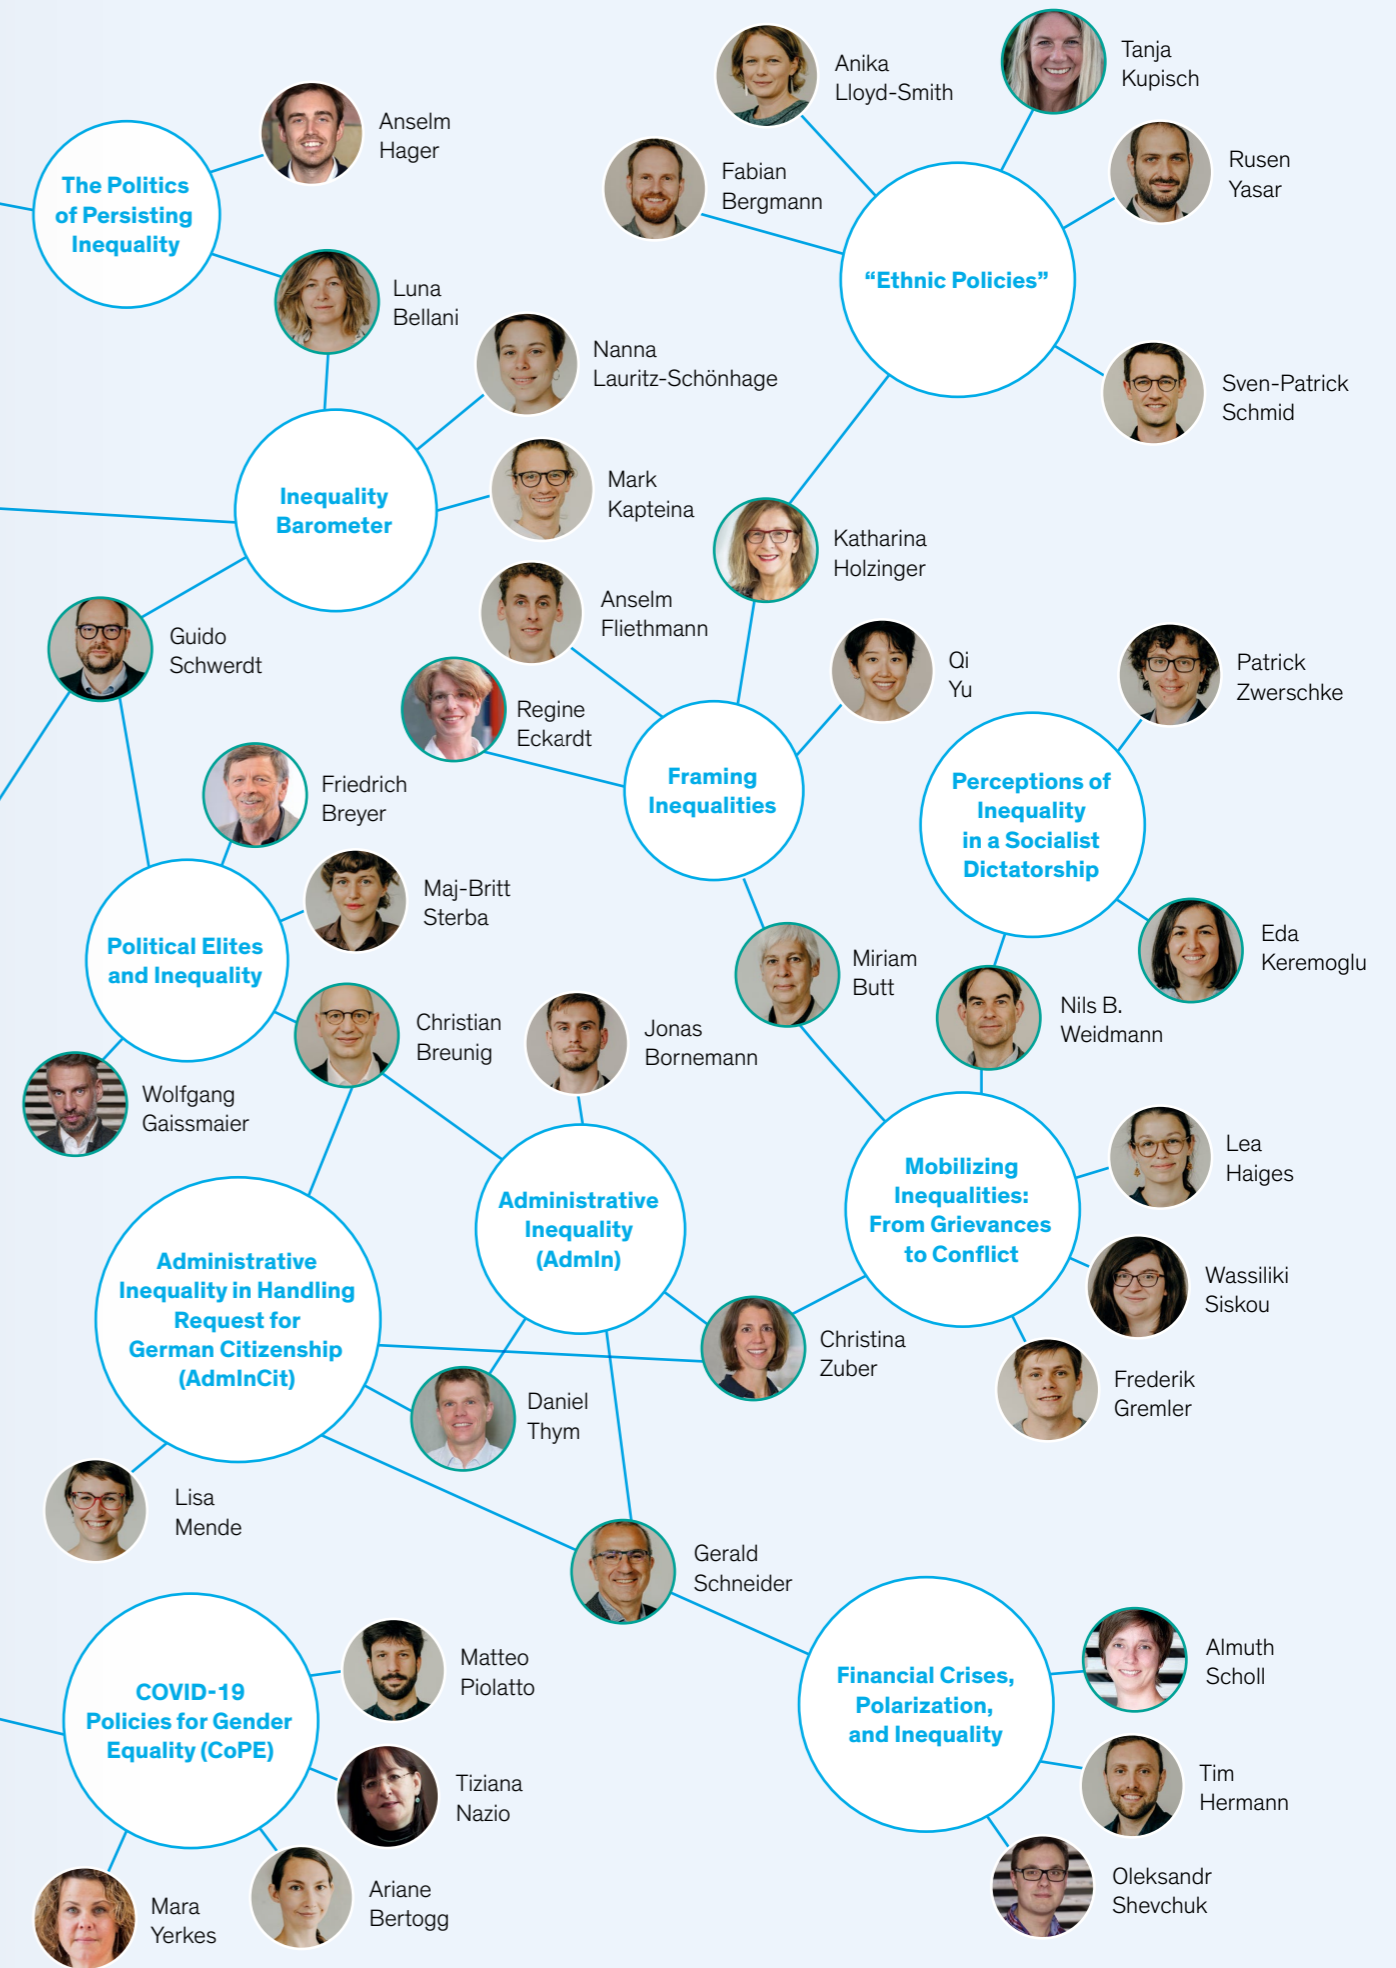 Anika
Lloyd-Smith
Tanja
Kupisch
Anselm
Hager
The Politics
of Persisting
Inequality
Fabian
Bergmann
Rusen
Yasar
“Ethnic Policies”
Luna
Bellani
Nanna
Lauritz-Schönhage
Sven-Patrick
Schmid
Inequality
Barometer
Mark
Kapteina
Katharina
Holzinger
Anselm
Fliethmann
Guido
Schwerdt
Qi
Yu
Patrick
Zwerschke
Regine
Eckardt
Framing
Inequalities
Perceptions of
Inequality
in a Socialist
Dictatorship
Friedrich
Breyer
Maj-Britt
Sterba
Political Elites
and Inequality
Eda
Keremoglu
Miriam
Butt
Nils B.
Weidmann
Christian
Breunig
Jonas
Bornemann
Wolfgang
Gaissmaier
Lea
Haiges
Mobilizing
Inequalities:
From Grievances
to Conflict
Administrative
Inequality
(AdmIn)
Administrative
Inequality in Handling
Request for
German Citizenship
(AdmInCit)
Wassiliki
Siskou
Christina
Zuber
Frederik
Gremler
Daniel
Thym
Lisa
Mende
Gerald
Schneider
Matteo
Piolatto
Almuth
Scholl
COVID-19
Policies for Gender
Equality (CoPE)
Financial Crises,
Polarization,
and Inequality
Tiziana
Nazio
Tim
Hermann
Ariane
Bertogg
Oleksandr
Shevchuk
Mara
Yerkes